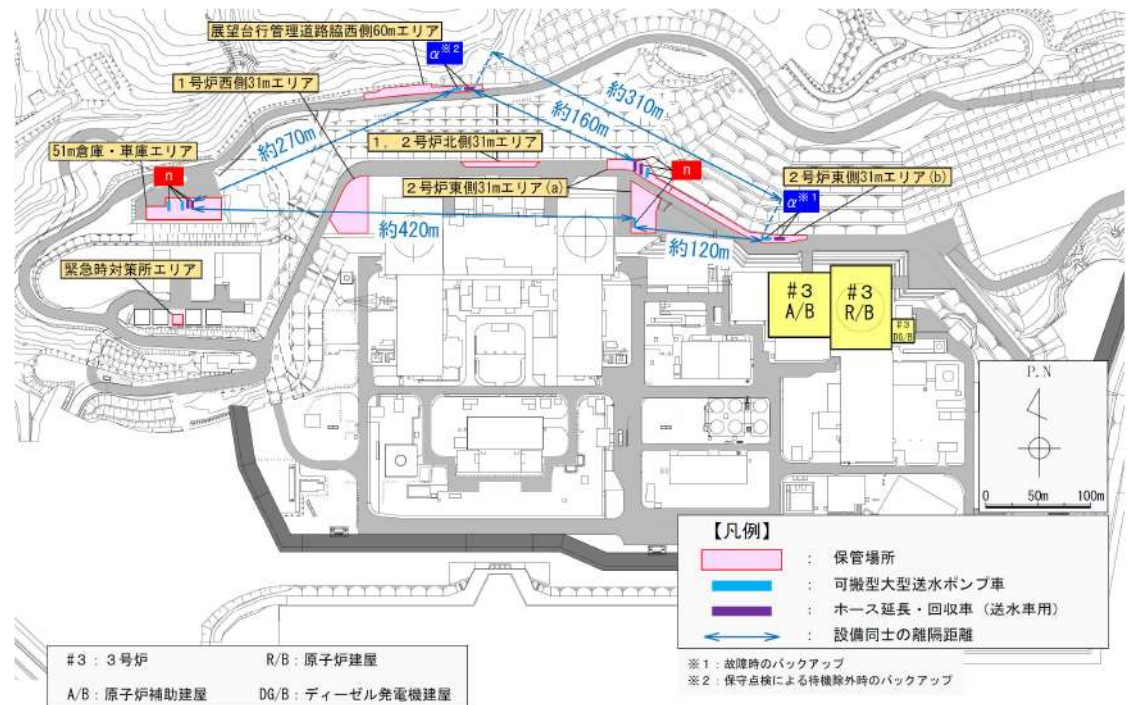 展望台行管理道路脇西側60mエリア
α※2
1号炉西側31mエリア
約310m
約160m
約270m
1，2号炉北側31mエリア
51m倉庫・車庫エリア
n
n
2号炉東側31mエリア(a)
2号炉東側31mエリア(b)
α※1
約420m
約120m
緊急時対策所エリア
#3
A/B
#3
R/B
#3
DG/B
P.N
0 50m 100m
【凡例】
： 保管場所
： 可搬型大型送水ポンプ車
： ホース延長・回収車（送水車用）
： 設備同士の離隔距離
※1：故障時のバックアップ
※2：保守点検による待機除外時のバックアップ
#3：3号炉 R/B：原子炉建屋
A/B：原子炉補助建屋 DG/B：ディーゼル発電機建屋